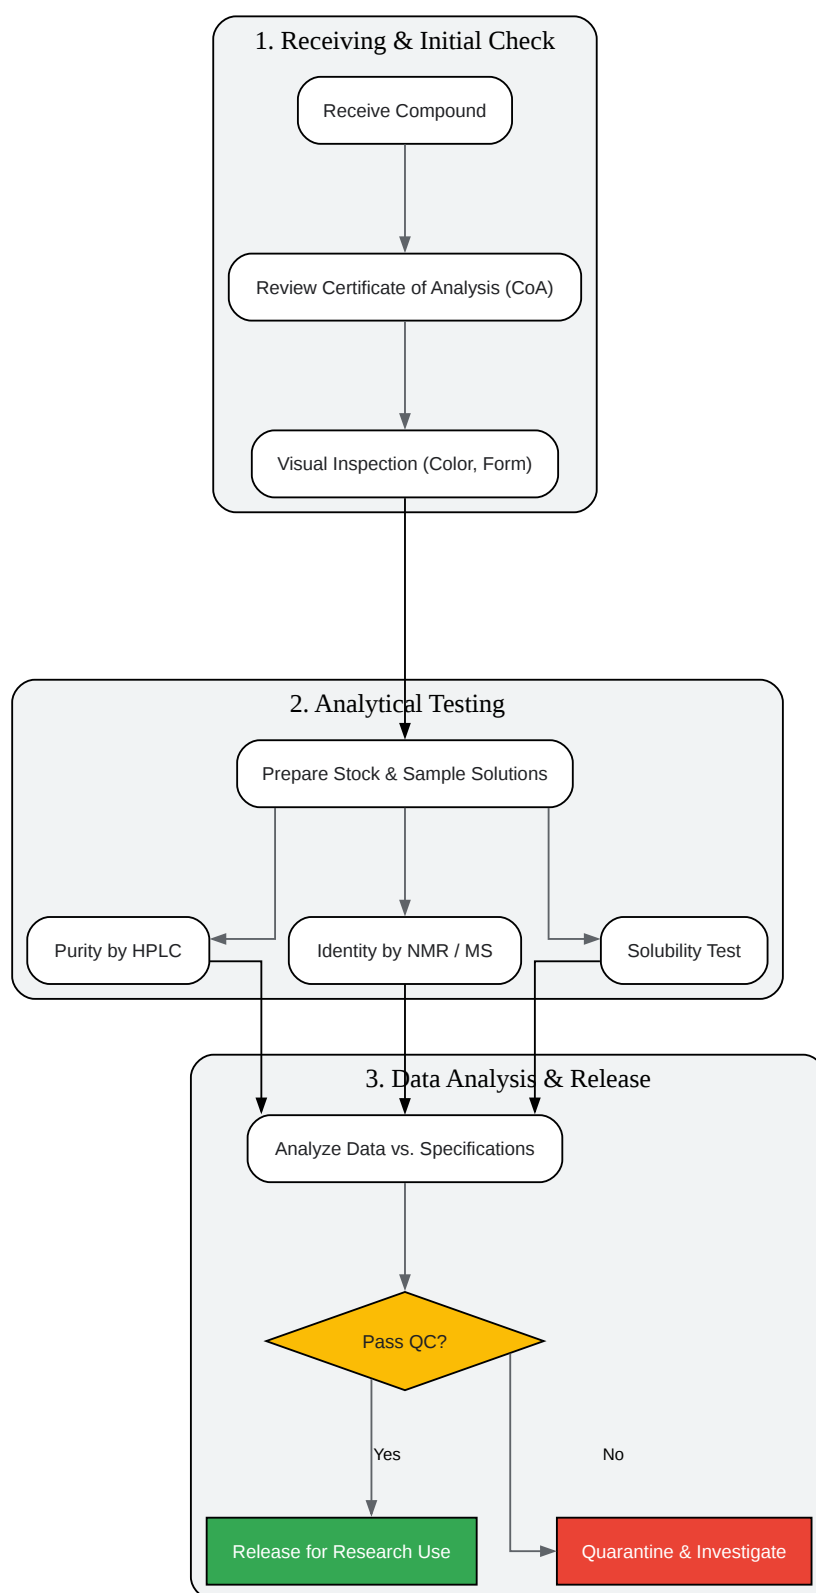 1. Receiving & Initial Check
Receive Compound
Review Certificate of Analysis (CoA)
Visual Inspection (Color, Form)
2. Analytical Testing
Prepare Stock & Sample Solutions
Purity by HPLC
Identity by NMR / MS
Solubility Test
3. Data Analysis & Release
Analyze Data vs. Specifications
Pass QC?
Yes
No
Release for Research Use
Quarantine & Investigate